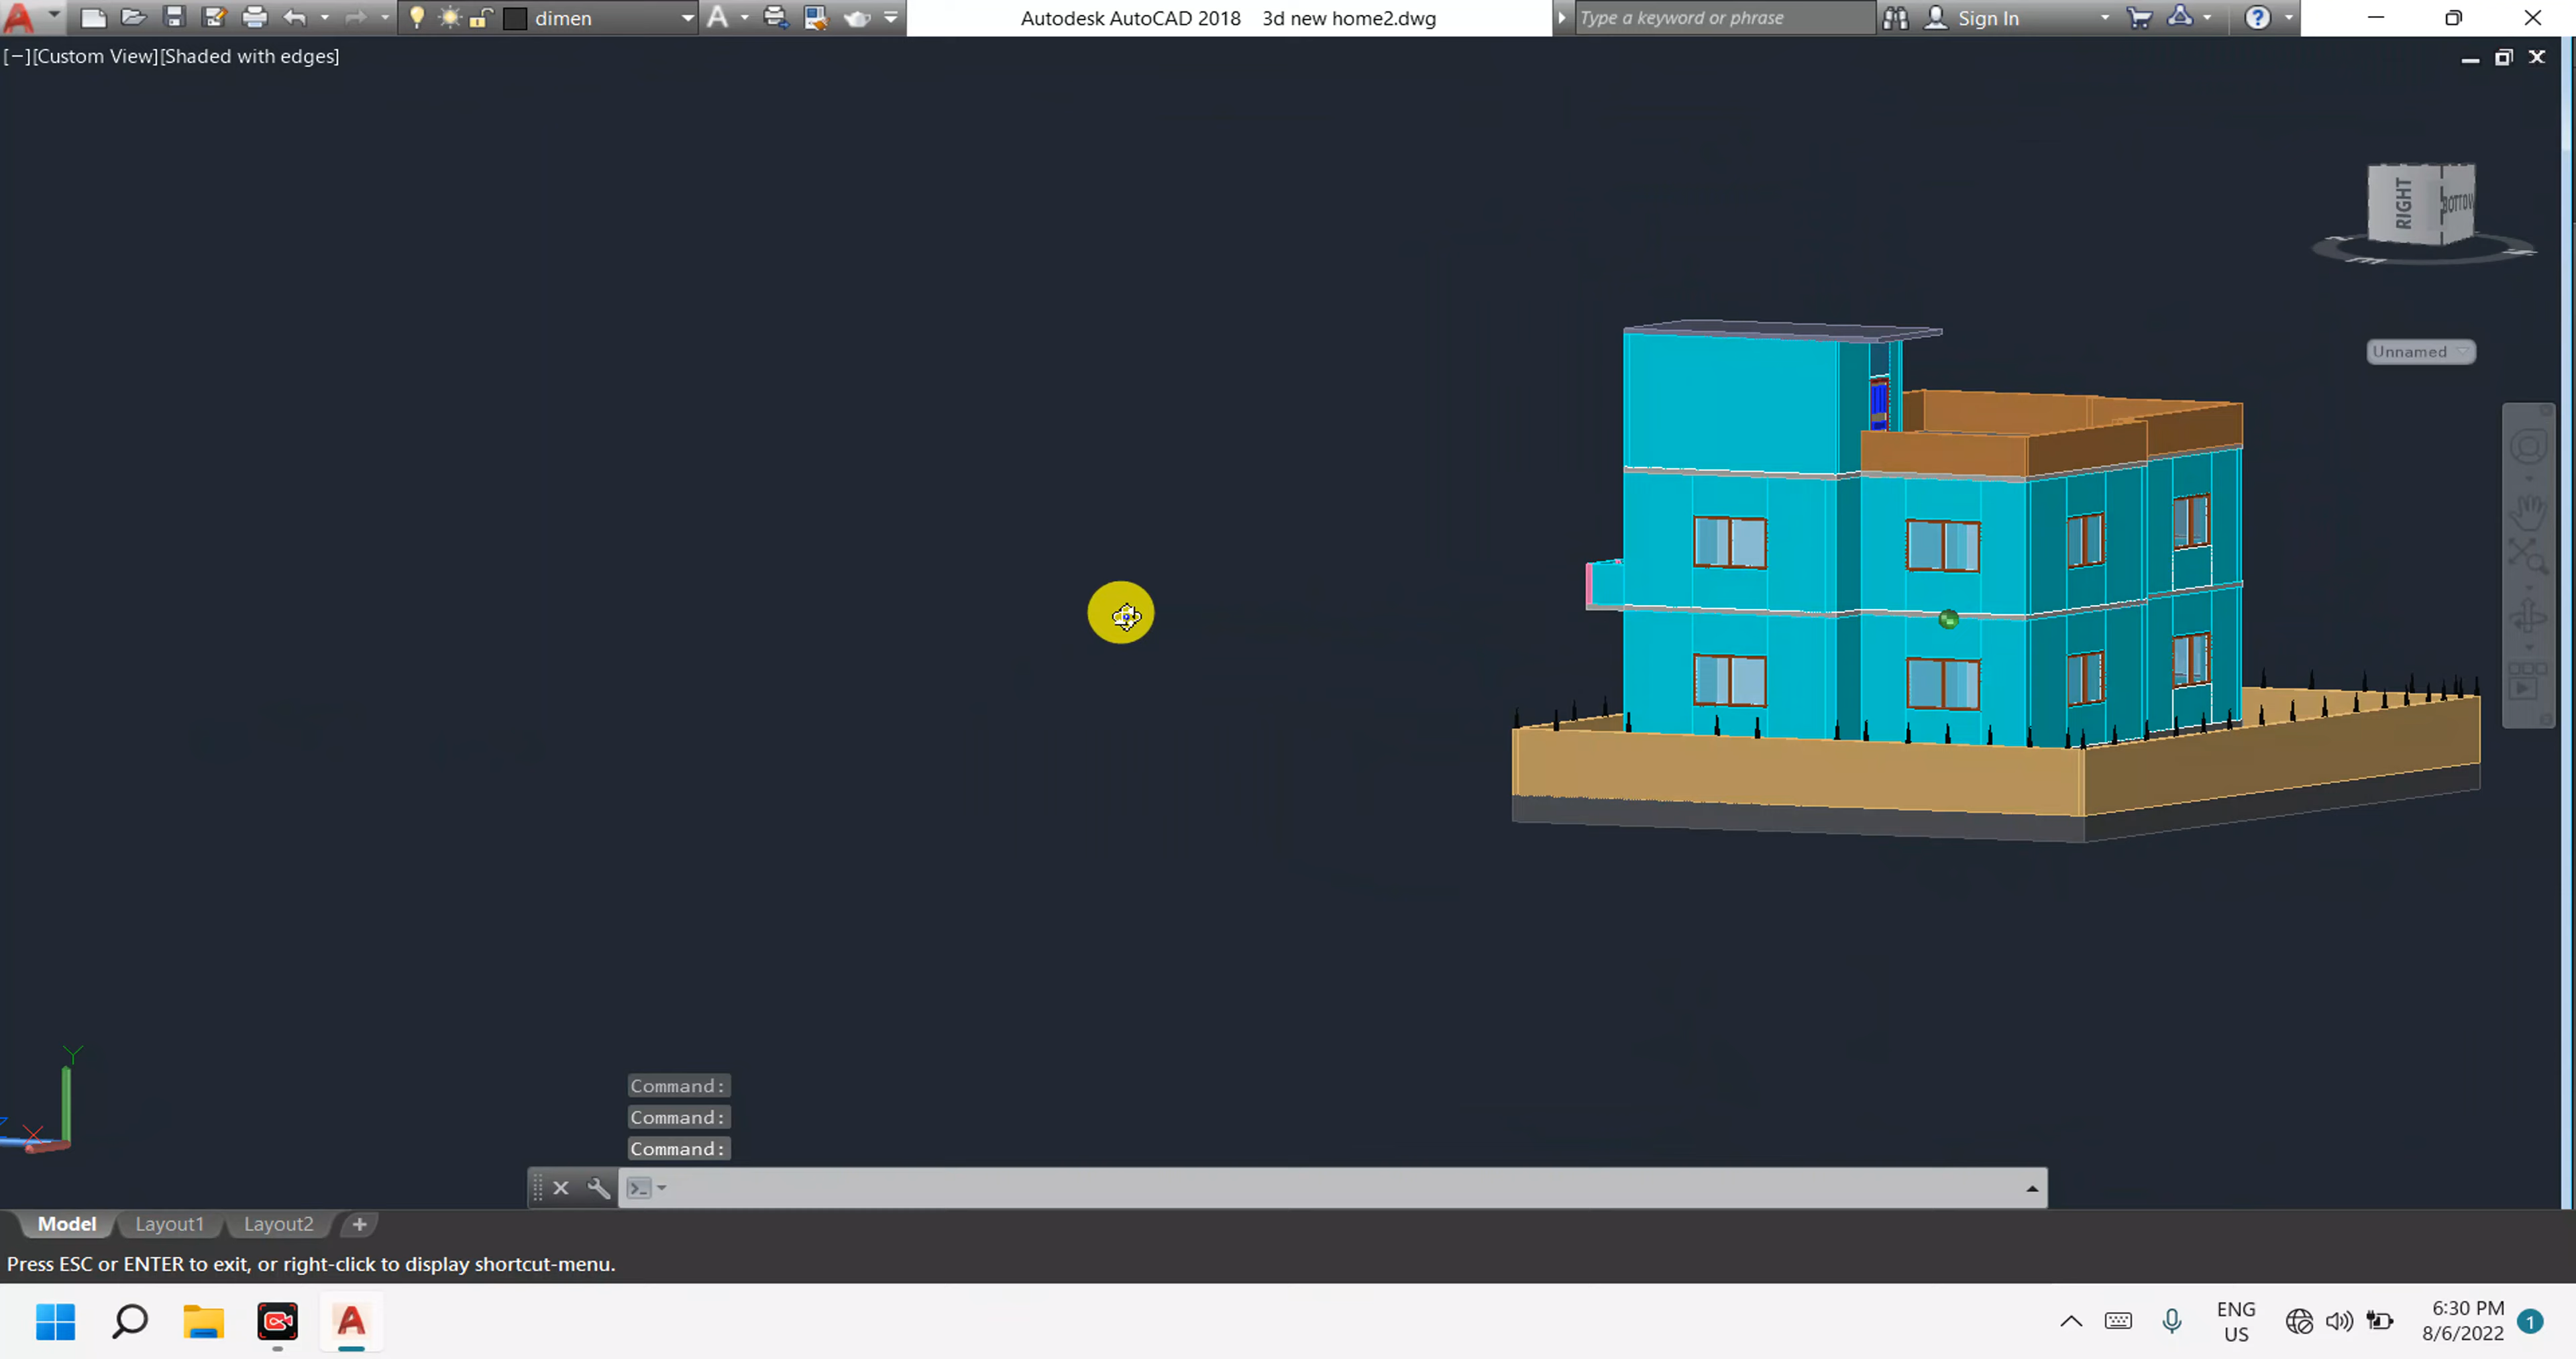 dimen
Autodesk AutoCAD 2018 3d new home2.dwg
Type a keyword or phrase
Sign In
[−][Custom View][Shaded with edges]
RIGHT
BOTTOM
Unnamed
Y
X
Command:
Command:
Command:
Model
Layout1
Layout2
Press ESC or ENTER to exit, or right-click to display shortcut-menu.
ENG
US
6:30 PM
8/6/2022
1